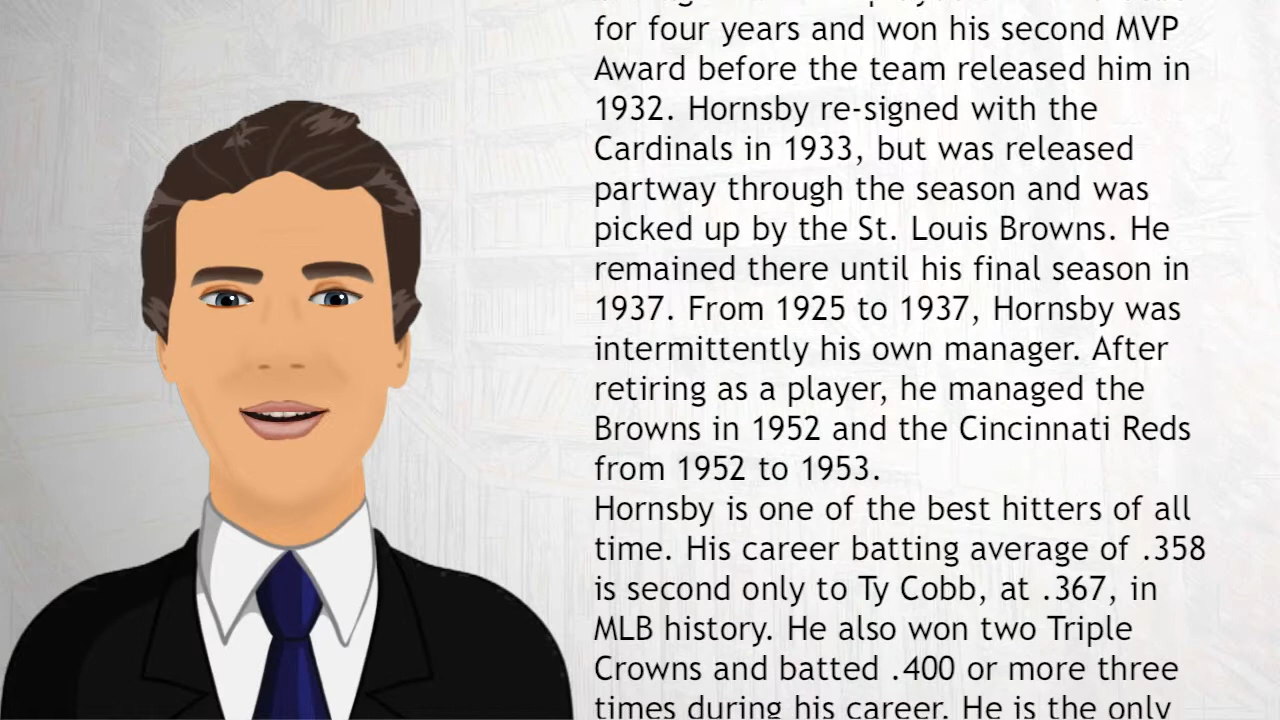 for four years and won his second MVP
Award before the team released him in
1932. Hornsby re-signed with the
Cardinals in 1933, but was released
partway through the season and was
picked up by the St. Louis Browns. He
remained there until his final season in
1937. From 1925 to 1937, Hornsby was
intermittently his own manager. After
retiring as a player, he managed the
Browns in 1952 and the Cincinnati Reds
from 1952 to 1953.
Hornsby is one of the best hitters of all
time. His career batting average of .358
is second only to Ty Cobb, at .367, in
MLB history. He also won two Triple
Crowns and batted .400 or more three
times during his career. He is the only